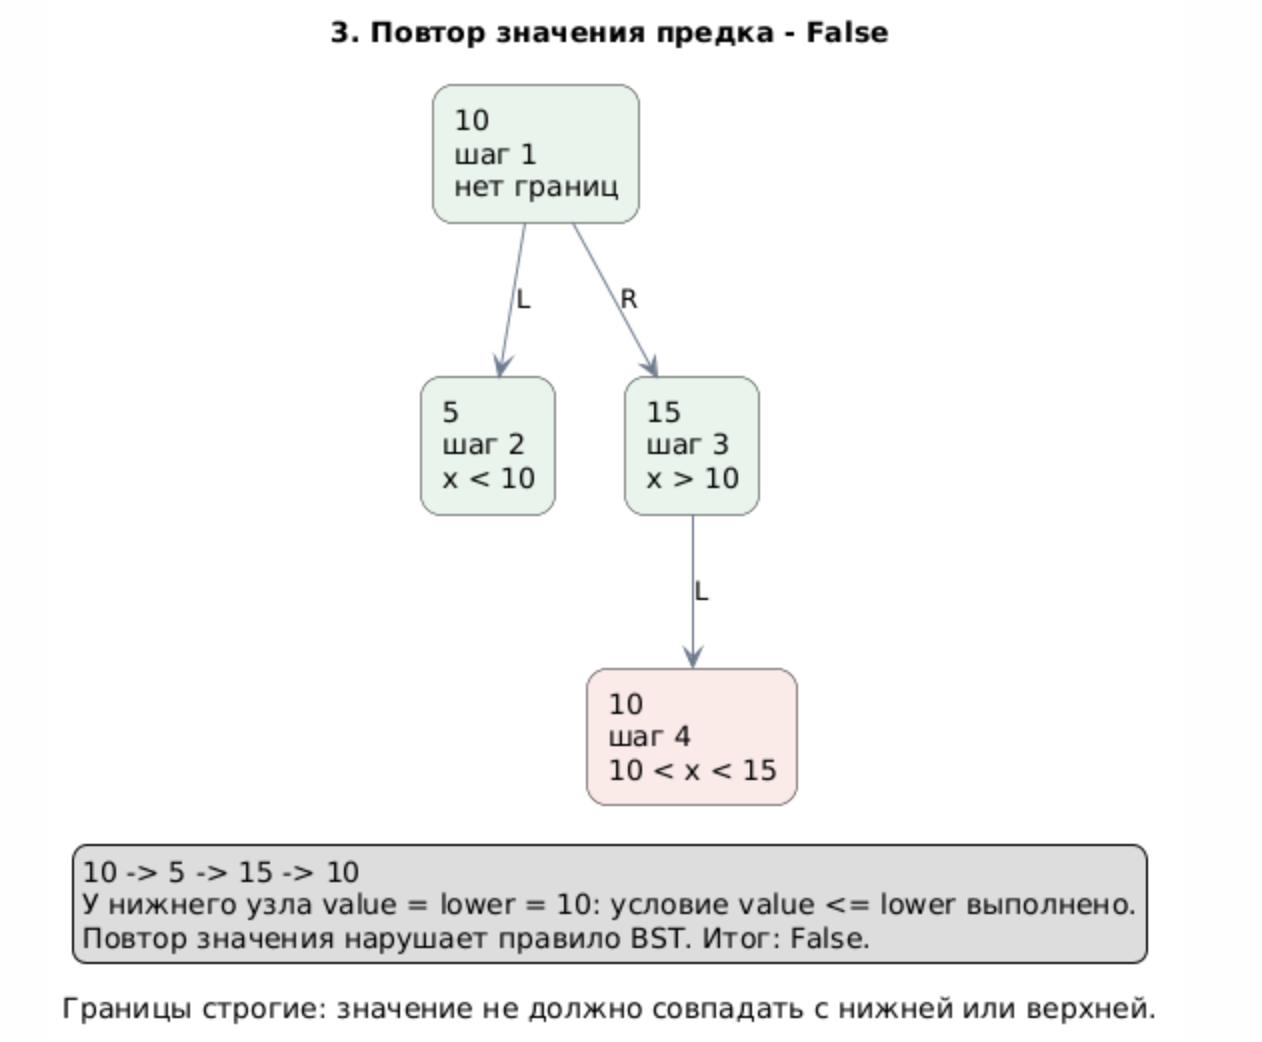 3. Повтор значения предка - False
10
шаг 1
нет границ
L
R
5
шаг 2
x < 10
15
шаг 3
x > 10
L
10
шаг 4
10 < x < 15
10 -> 5 -> 15 -> 10
У нижнего узла value = lower = 10: условие value <= lower выполнено.
Повтор значения нарушает правило BST. Итог: False.
Границы строгие: значение не должно совпадать с нижней или верхней.